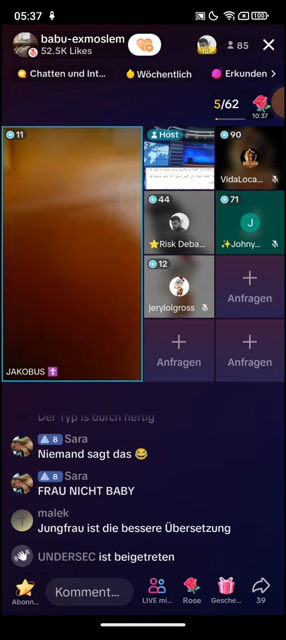 05:37
100
babu-exmoslem
52.5K Likes
85
Chatten und Int...
Wöchentlich
Erkunden
5/62
10:37
11
Host
90
VidaLoca...
44
Risk Deba...
71
J
Johny...
12
jerylolgross
Anfragen
Anfragen
Anfragen
Anfragen
JAKOBUS
Der Typ is durch heftig
8 Sara
Niemand sagt das 😂
8 Sara
FRAU NICHT BABY
malek
Jungfrau ist die bessere Übersetzung
UNDERSEC ist beigetreten
Abonn...
Komment...
LIVE mi...
Rose
Gesche...
39